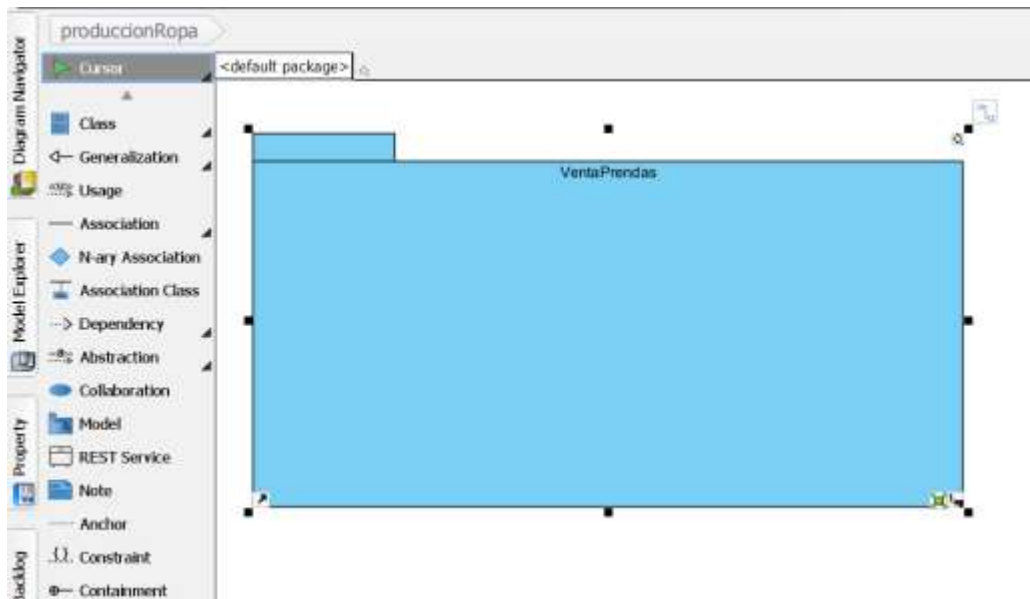 produccionRopa
Cursor
<default package>
Class
Generalization
Usage
Association
N-ary Association
Association Class
Dependency
Abstraction
Collaboration
Model
REST Service
Note
Anchor
Constraint
Containment
VentaPrendas
Diagram Navigator
Model Explorer
Property
Backlog